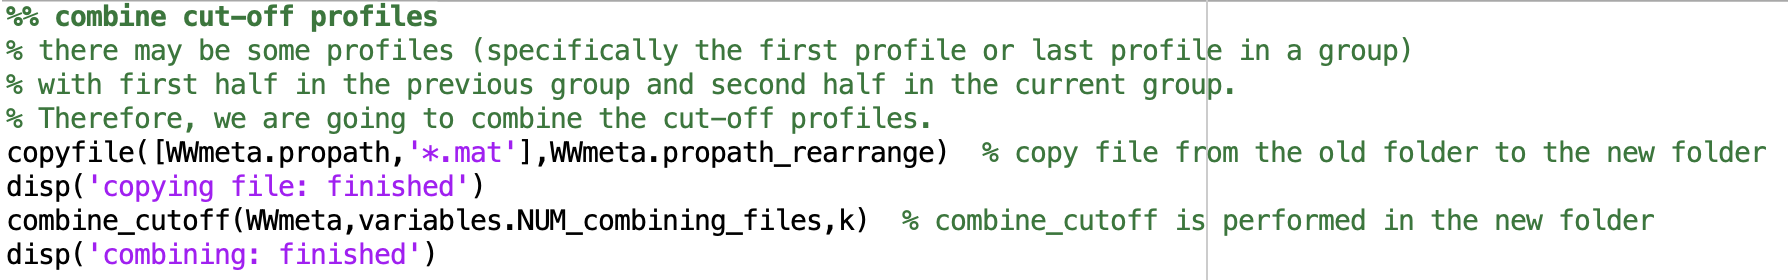 %% combine cut-off profiles
% there may be some profiles (specifically the first profile or last profile in a group)
% with first half in the previous group and second half in the current group.
% Therefore, we are going to combine the cut-off profiles.
copyfile([WWmeta.propath,'*.mat'],WWmeta.propath_rearrange)  % copy file from the old folder to the new folder
disp('copying file: finished')
combine_cutoff(WWmeta,variables.NUM_combining_files,k)  % combine_cutoff is performed in the new folder
disp('combining: finished')